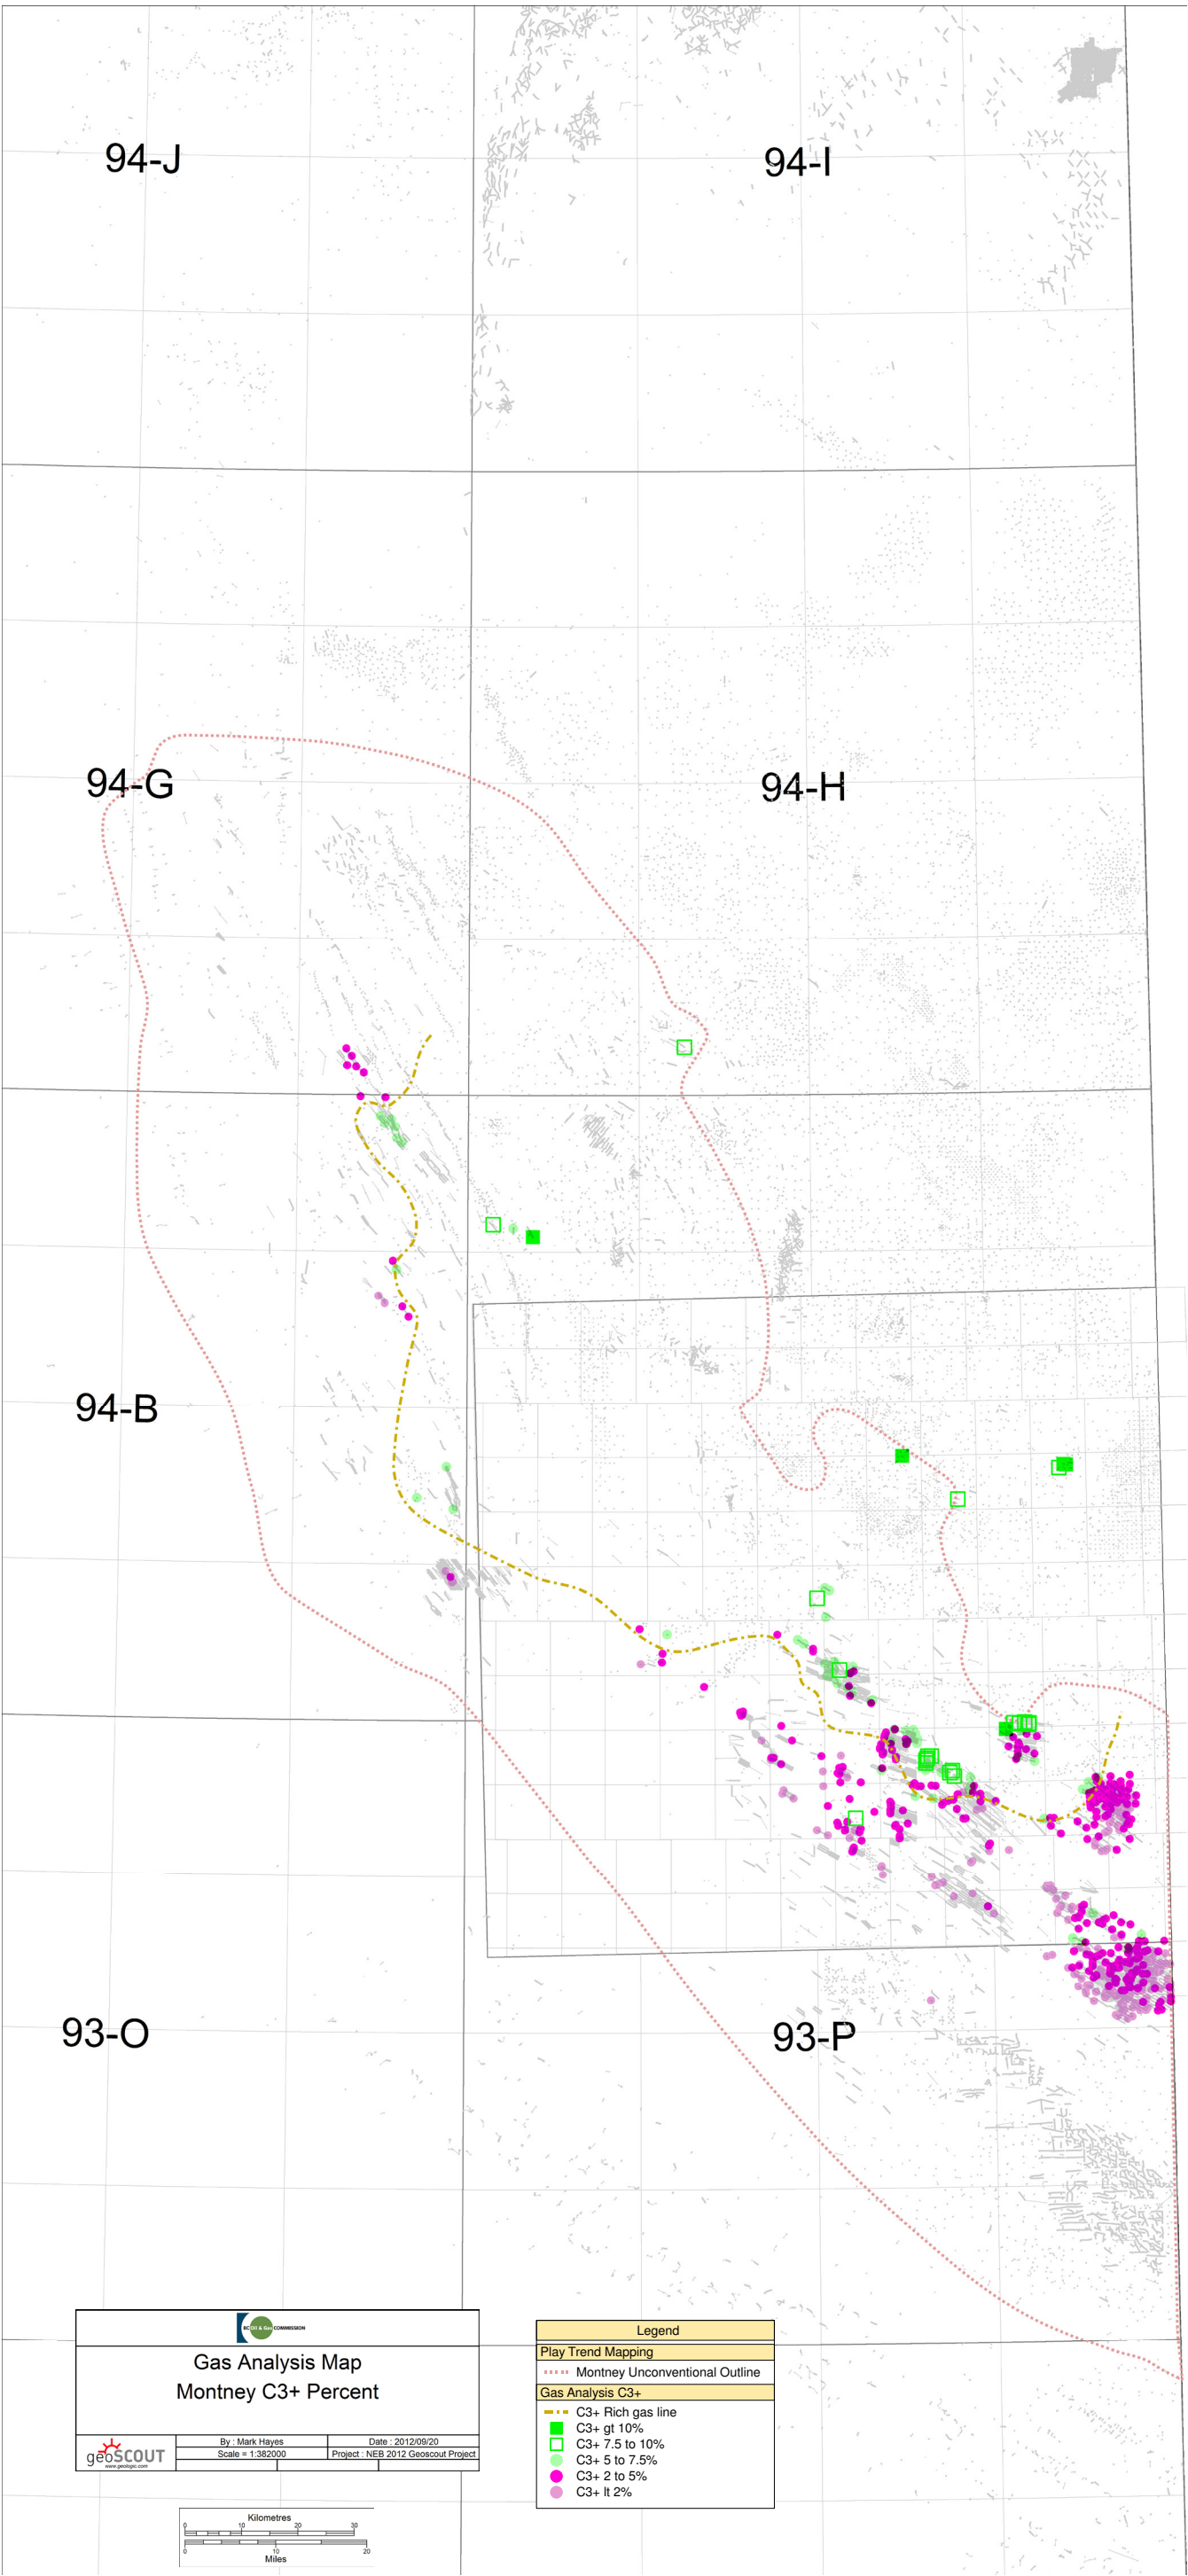 94-J
94-I
94-G
94-H
94-B
93-O
93-P
BC Oil & Gas COMMISSION
Gas Analysis Map
Montney C3+ Percent
geoSCOUT
www.geologic.com
By : Mark Hayes
Date : 2012/09/20
Scale = 1:382000
Project : NEB 2012 Geoscout Project
Legend
Play Trend Mapping
Montney Unconventional Outline
Gas Analysis C3+
C3+ Rich gas line
C3+ gt 10%
C3+ 7.5 to 10%
C3+ 5 to 7.5%
C3+ 2 to 5%
C3+ lt 2%
Kilometres
0 10 20 30
0 10 20
Miles